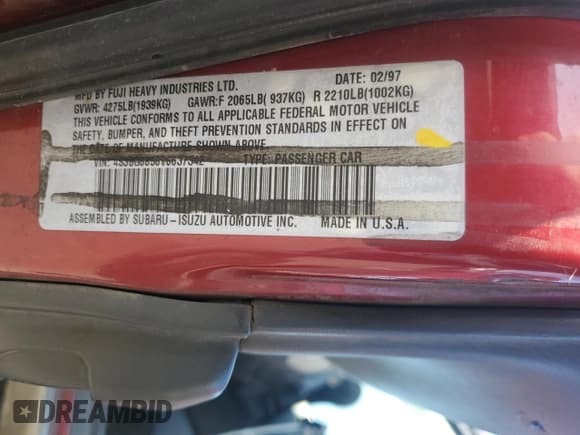 MFD BY FUJI HEAVY INDUSTRIES LTD. DATE: 02/97
GVWR: 4275LB(1939KG) GAWR:F 2065LB( 937KG) R 2210LB(1002KG)
THIS VEHICLE CONFORMS TO ALL APPLICABLE FEDERAL MOTOR VEHICLE
SAFETY, BUMPER, AND THEFT PREVENTION STANDARDS IN EFFECT ON
THE DATE OF MANUFACTURE SHOWN ABOVE.
VIN: TYPE: PASSENGER CAR
ASSEMBLED BY SUBARU-ISUZU AUTOMOTIVE INC. MADE IN U.S.A.
DREAMBID